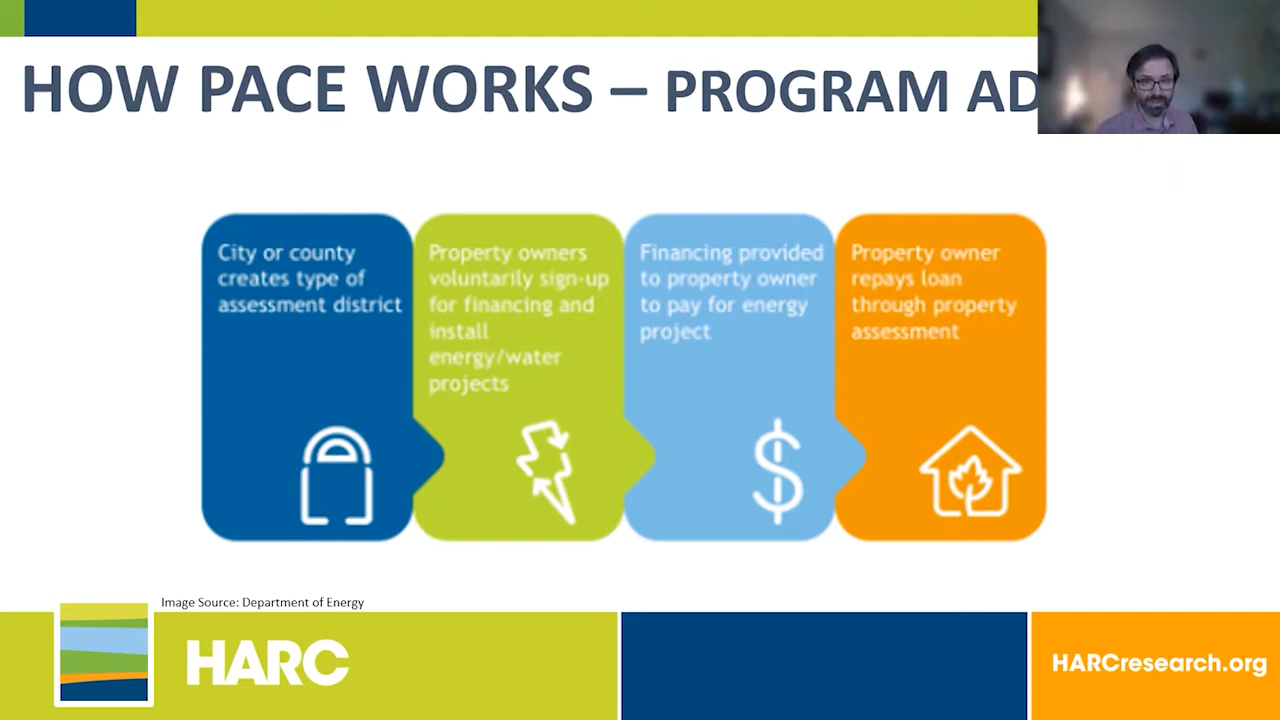 HOW PACE WORKS – PROGRAM AD
City or county
creates type of
assessment district
Property owners
voluntarily sign-up
for financing and
install
energy/water
projects
Financing provided
to property owner
to pay for energy
project
Property owner
repays loan
through property
assessment
Image Source: Department of Energy
HARC
HARCresearch.org